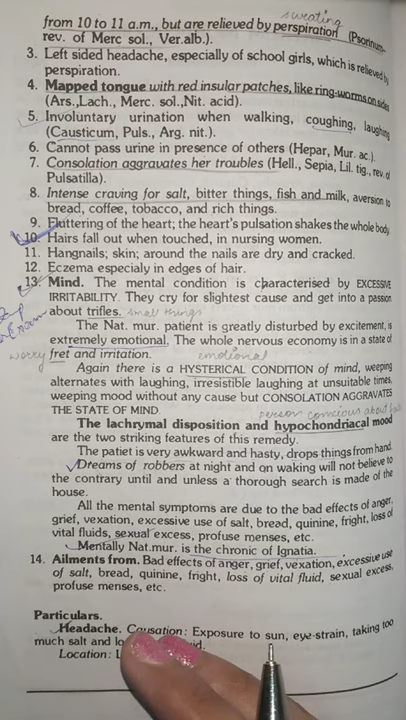 sweating
from 10 to 11 a.m., but are relieved by perspiration (Psorinum-
rev. of Merc sol., Ver.alb.).
3. Left sided headache, especially of school girls, which is relieved by
perspiration.
4. Mapped tongue with red insular patches, like ring-worms on sides
(Ars.,Lach., Merc. sol.,Nit. acid).
5. Involuntary urination when walking, coughing, laughing
(Causticum, Puls., Arg. nit.).
6. Cannot pass urine in presence of others (Hepar, Mur. ac.).
7. Consolation aggravates her troubles (Hell., Sepia, Lil. tig., rev. of
Pulsatilla).
8. Intense craving for salt, bitter things, fish and milk, aversion to
bread, coffee, tobacco, and rich things.
9. Fluttering of the heart; the heart's pulsation shakes the whole body.
10. Hairs fall out when touched, in nursing women.
11. Hangnails; skin; around the nails are dry and cracked.
12. Eczema especialy in edges of hair.
13. Mind. The mental condition is characterised by EXCESSIVE
IRRITABILITY. They cry for slightest cause and get into a passion
about trifles. small things
The Nat. mur. patient is greatly disturbed by excitement, is
extremely emotional, The whole nervous economy is in a state of
worry fret and irritation. emotional
Again there is a HYSTERICAL CONDITION of mind, weeping
alternates with laughing, irresistible laughing at unsuitable times,
weeping mood without any cause but CONSOLATION AGGRAVATES
THE STATE OF MIND. person conscious about
The lachrymal disposition and hypochondriacal mood
are the two striking features of this remedy.
The patiet is very awkward and hasty, drops things from hand.
Dreams of robbers at night and on waking will not believe to
the contrary until and unless a thorough search is made of the
house.
All the mental symptoms are due to the bad effects of anger,
grief, vexation, excessive use of salt, bread, quinine, fright, loss of
vital fluids, sexual excess, profuse menses, etc.
Mentally Nat.mur. is the chronic of Ignatia.
14. Ailments from. Bad effects of anger, grief, vexation, excessive use
of salt, bread, quinine, fright, loss of vital fluid, sexual excess,
profuse menses, etc.
Particulars.
Headache. Causation: Exposure to sun, eye-strain, taking too
much salt and
Location: